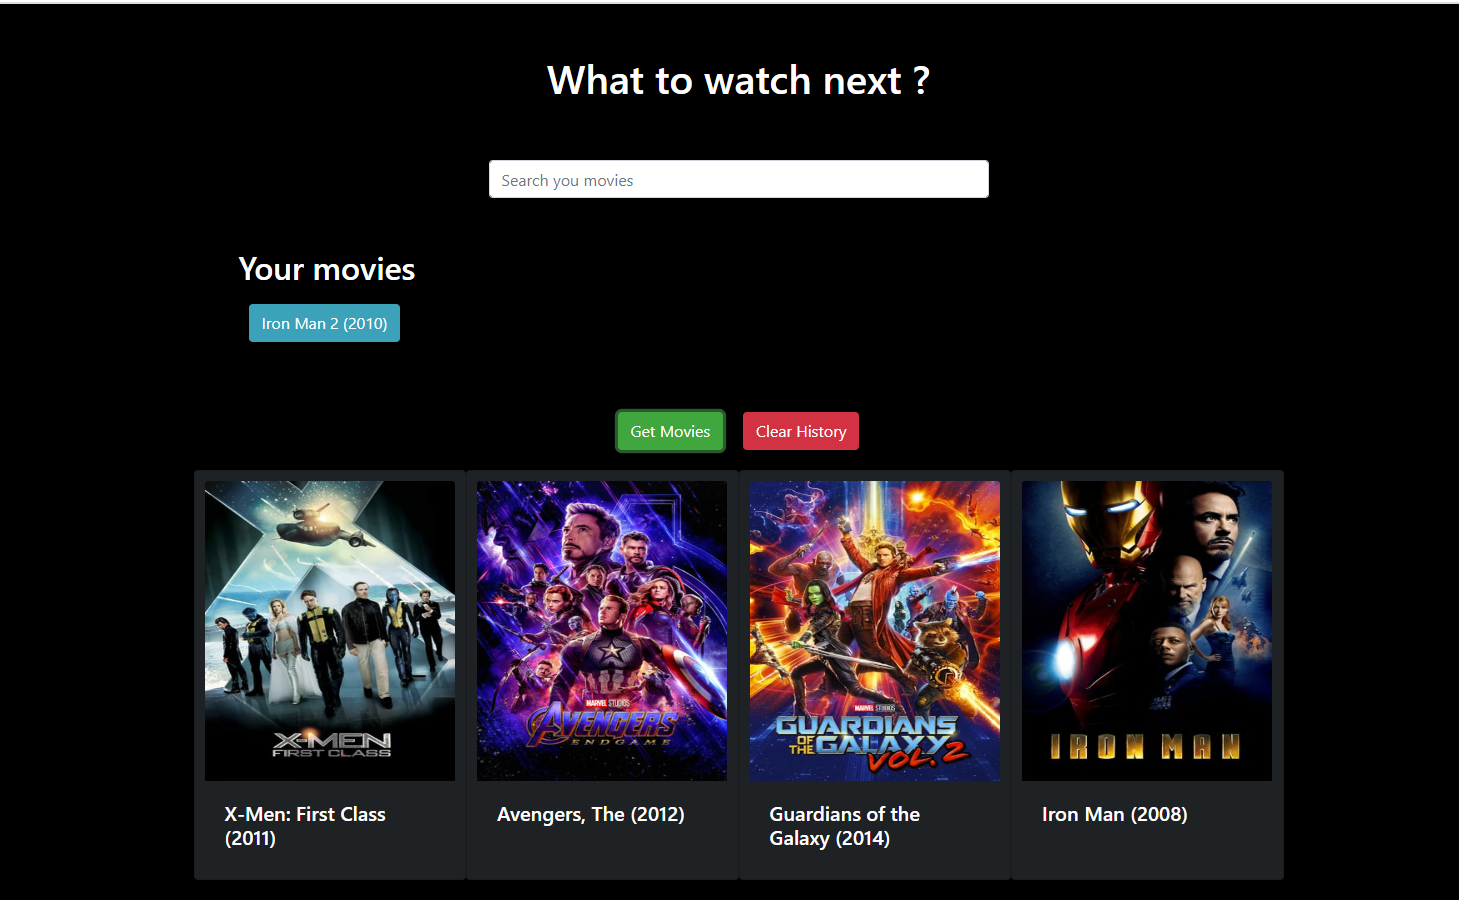 What to watch next ?
Search you movies
Your movies
Iron Man 2 (2010)
Get Movies
Clear History
X-MEN
FIRST CLASS
MARVEL STUDIOS
AVENGERS
ENDGAME
MARVEL STUDIOS
GUARDIANS
OF THE GALAXY
VOL. 2
IRON MAN
X-Men: First Class
(2011)
Avengers, The (2012)
Guardians of the
Galaxy (2014)
Iron Man (2008)